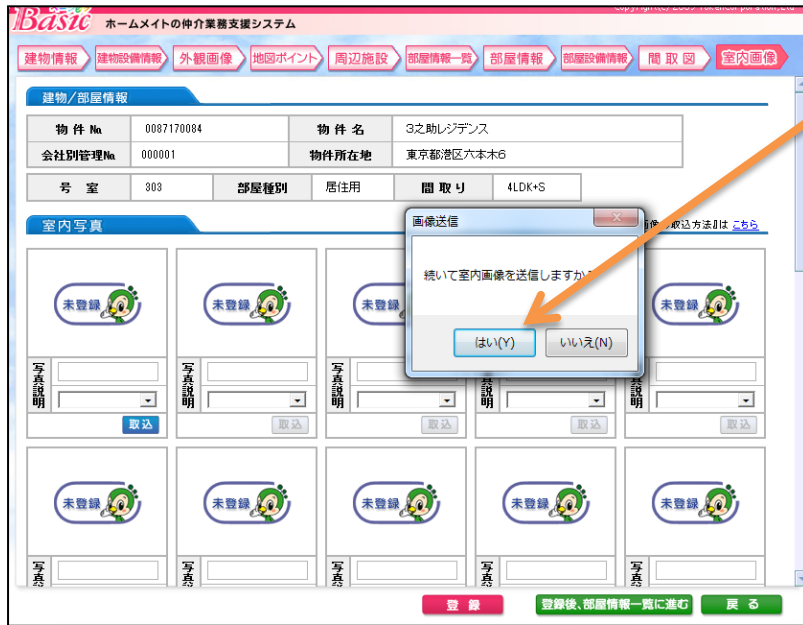 Basic ホームメイトの仲介業務支援システム
建物情報 建物設備情報 外観画像 地図ポイント 周辺施設 部屋情報一覧 部屋情報 部屋設備情報 間取図 室内画像
建物/部屋情報
物件No 0087170084 物件名 3之助レジデンス
会社別管理No 000001 物件所在地 東京都港区六本木6
号室 303 部屋種別 居住用 間取り 4LDK+S
室内写真
取込方法』は こちら
画像送信
続いて室内画像を送信しますか
はい(Y) いいえ(N)
未登録 未登録 未登録 未登録
写真説明 写真説明 写真説明 写真説明
取込 取込 取込 取込 取込
未登録 未登録 未登録 未登録 未登録
登録 登録後、部屋情報一覧に進む 戻る